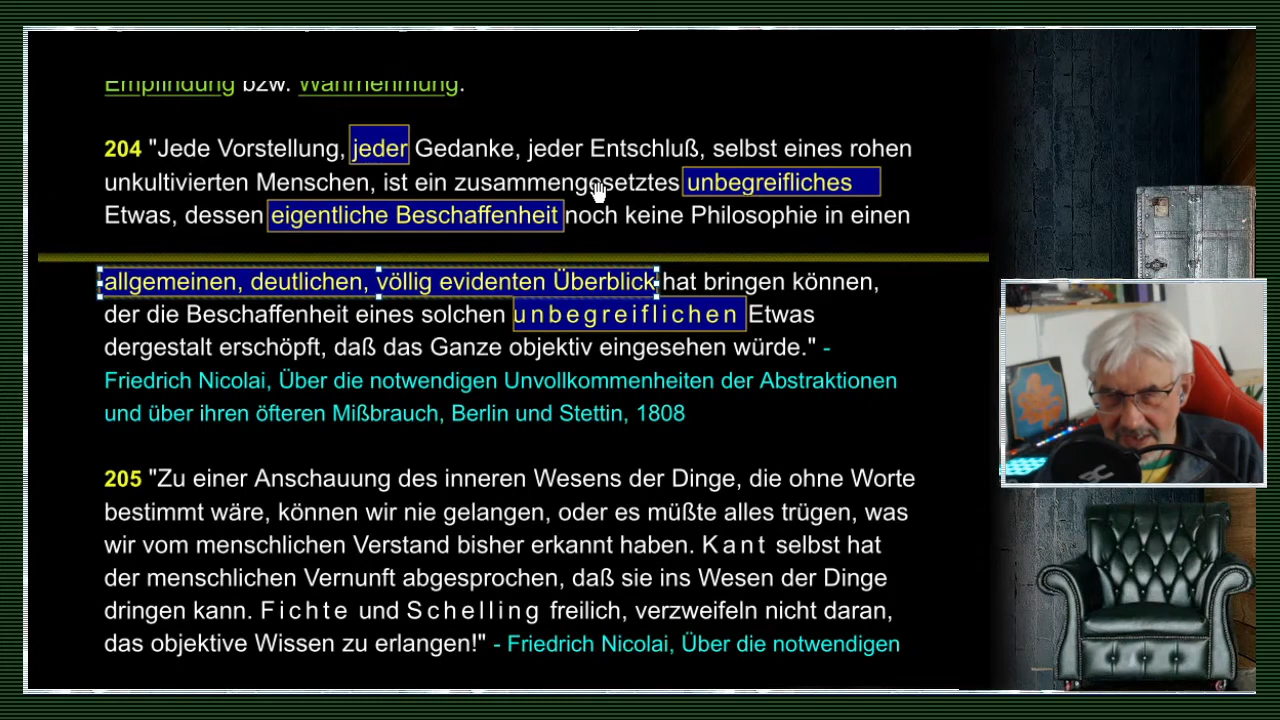 Empfindung bzw. Wahrnehmung.
204 "Jede Vorstellung, jeder Gedanke, jeder Entschluß, selbst eines rohen
unkultivierten Menschen, ist ein zusammengesetztes unbegreifliches
Etwas, dessen eigentliche Beschaffenheit noch keine Philosophie in einen
allgemeinen, deutlichen, völlig evidenten Überblick hat bringen können,
der die Beschaffenheit eines solchen unbegreiflichen Etwas
dergestalt erschöpft, daß das Ganze objektiv eingesehen würde." -
Friedrich Nicolai, Über die notwendigen Unvollkommenheiten der Abstraktionen
und über ihren öfteren Mißbrauch, Berlin und Stettin, 1808
205 "Zu einer Anschauung des inneren Wesens der Dinge, die ohne Worte
bestimmt wäre, können wir nie gelangen, oder es müßte alles trügen, was
wir vom menschlichen Verstand bisher erkannt haben. Kant selbst hat
der menschlichen Vernunft abgesprochen, daß sie ins Wesen der Dinge
dringen kann. Fichte und Schelling freilich, verzweifeln nicht daran,
das objektive Wissen zu erlangen!" - Friedrich Nicolai, Über die notwendigen